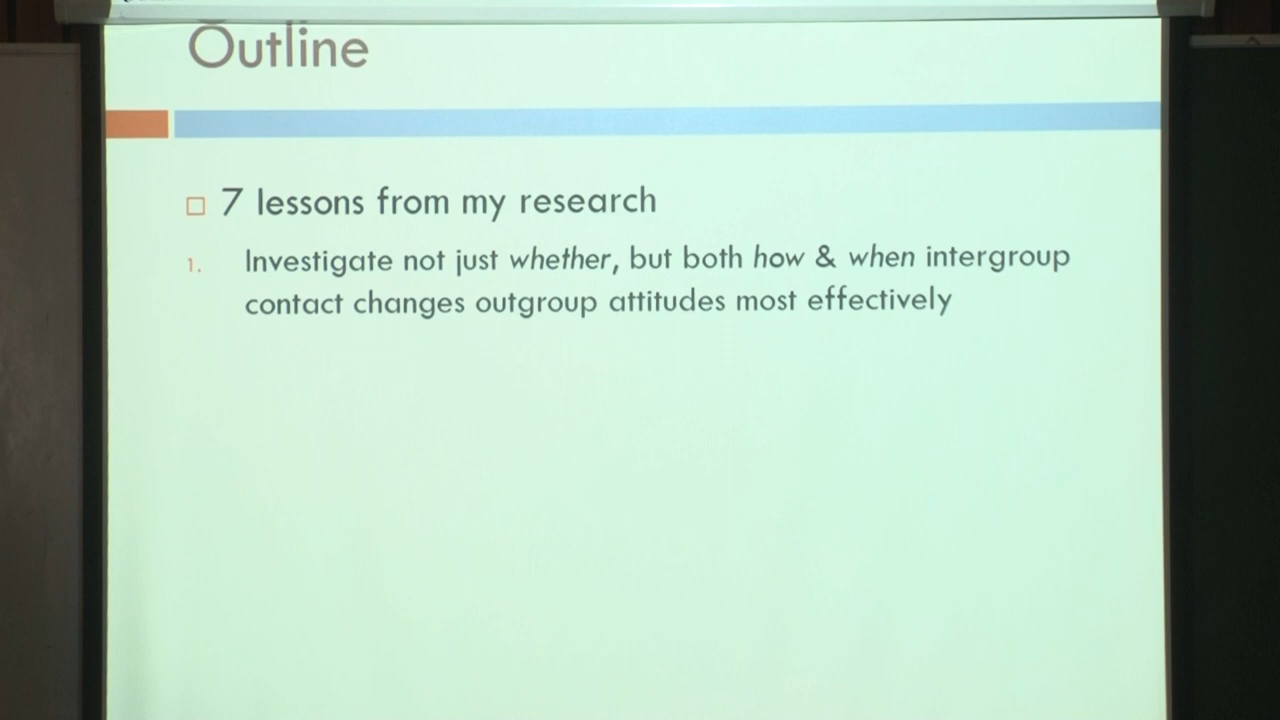 Outline
7 lessons from my research
1. Investigate not just whether, but both how & when intergroup
contact changes outgroup attitudes most effectively